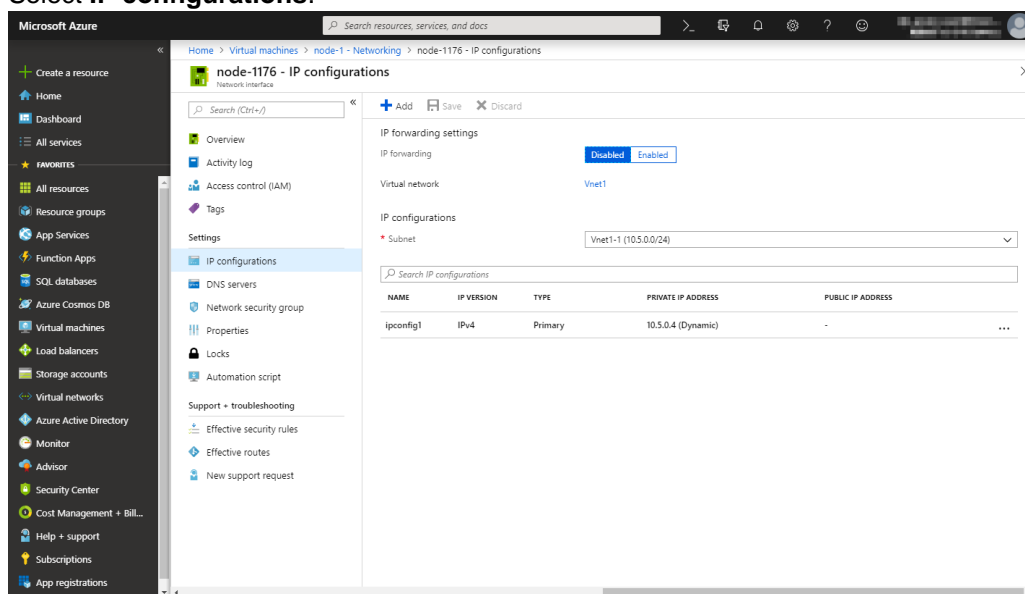 Select IP configurations.
Microsoft Azure
Search resources, services, and docs
Home > Virtual machines > node-1 - Networking > node-1176 - IP configurations
node-1176 - IP configurations
Network interface
Create a resource
Home
Dashboard
All services
FAVORITES
All resources
Resource groups
App Services
Function Apps
SQL databases
Azure Cosmos DB
Virtual machines
Load balancers
Storage accounts
Virtual networks
Azure Active Directory
Monitor
Advisor
Security Center
Cost Management + Bill...
Help + support
Subscriptions
App registrations
Search (Ctrl+/)
Overview
Activity log
Access control (IAM)
Tags
Settings
IP configurations
DNS servers
Network security group
Properties
Locks
Automation script
Support + troubleshooting
Effective security rules
Effective routes
New support request
Add Save Discard
IP forwarding settings
IP forwarding Disabled Enabled
Virtual network Vnet1
IP configurations
* Subnet Vnet1-1 (10.5.0.0/24)
Search IP configurations
NAME IP VERSION TYPE PRIVATE IP ADDRESS PUBLIC IP ADDRESS
ipconfig1 IPv4 Primary 10.5.0.4 (Dynamic) - ...